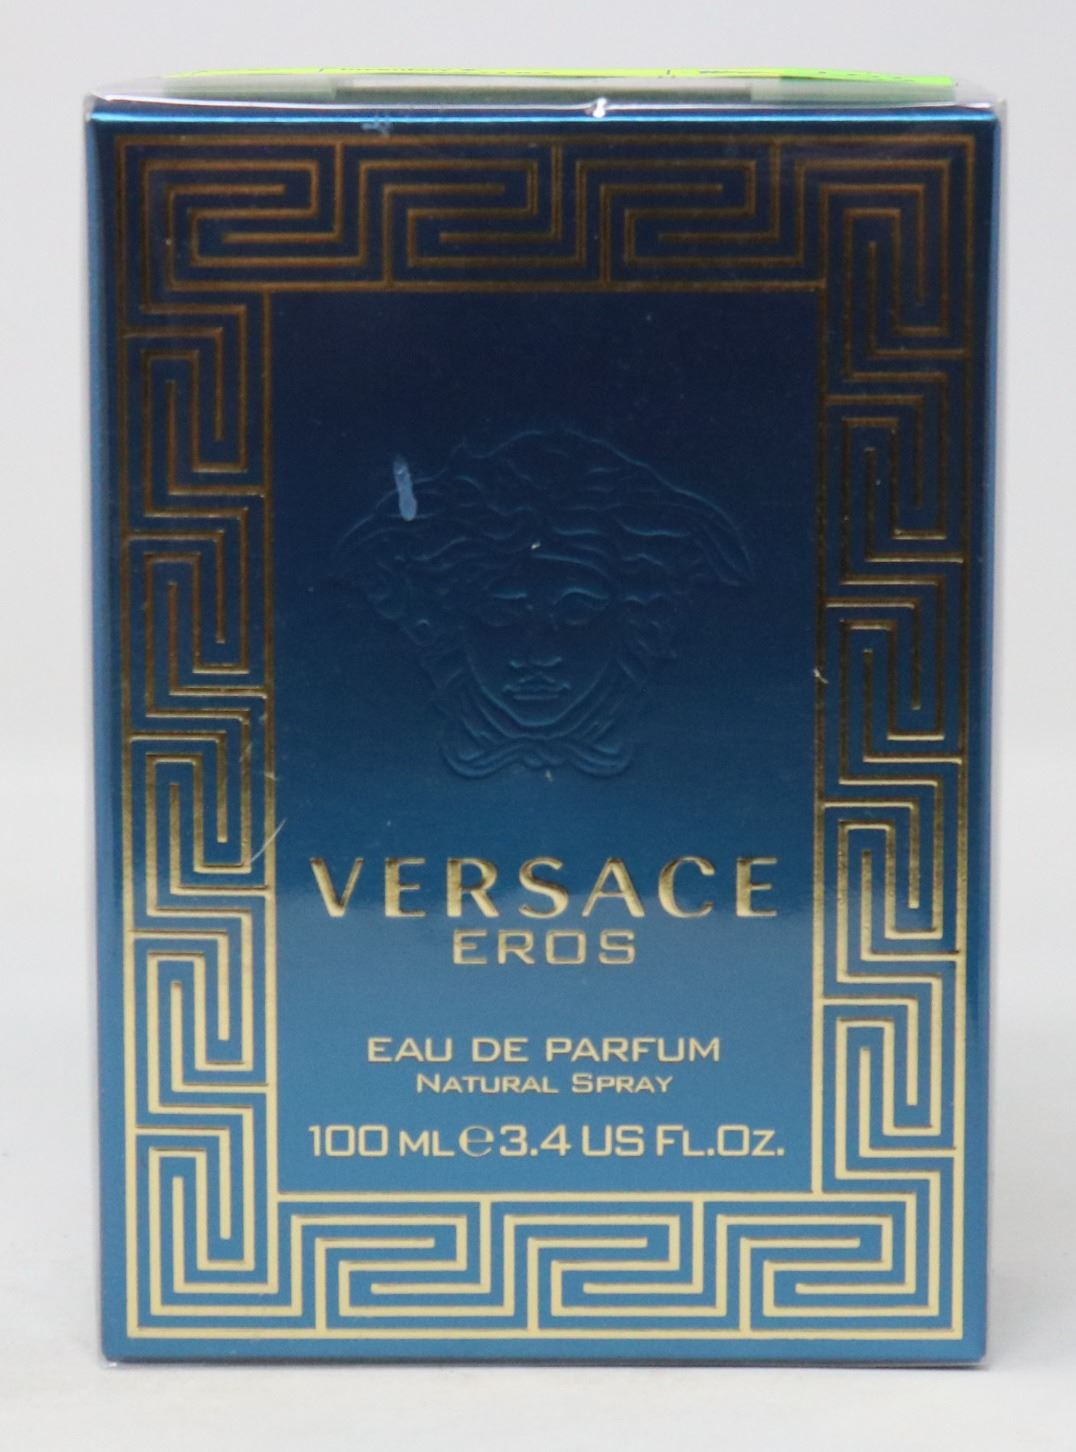 VERSACE
EROS
EAU DE PARFUM
NATURAL SPRAY
100 ML ℮ 3.4 US FL.OZ.